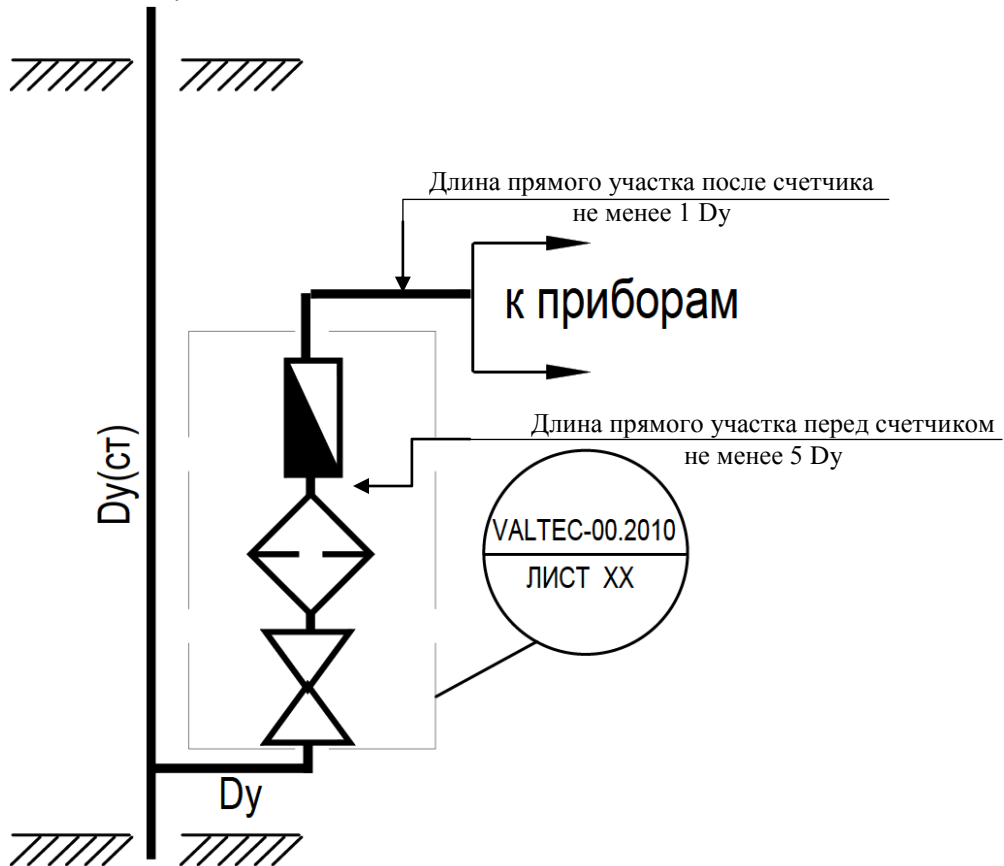 Длина прямого участка после счетчика
не менее 1 Dy
к приборам
Длина прямого участка перед счетчиком
не менее 5 Dy
Dy(ст)
VALTEC-00.2010
ЛИСТ XX
Dy